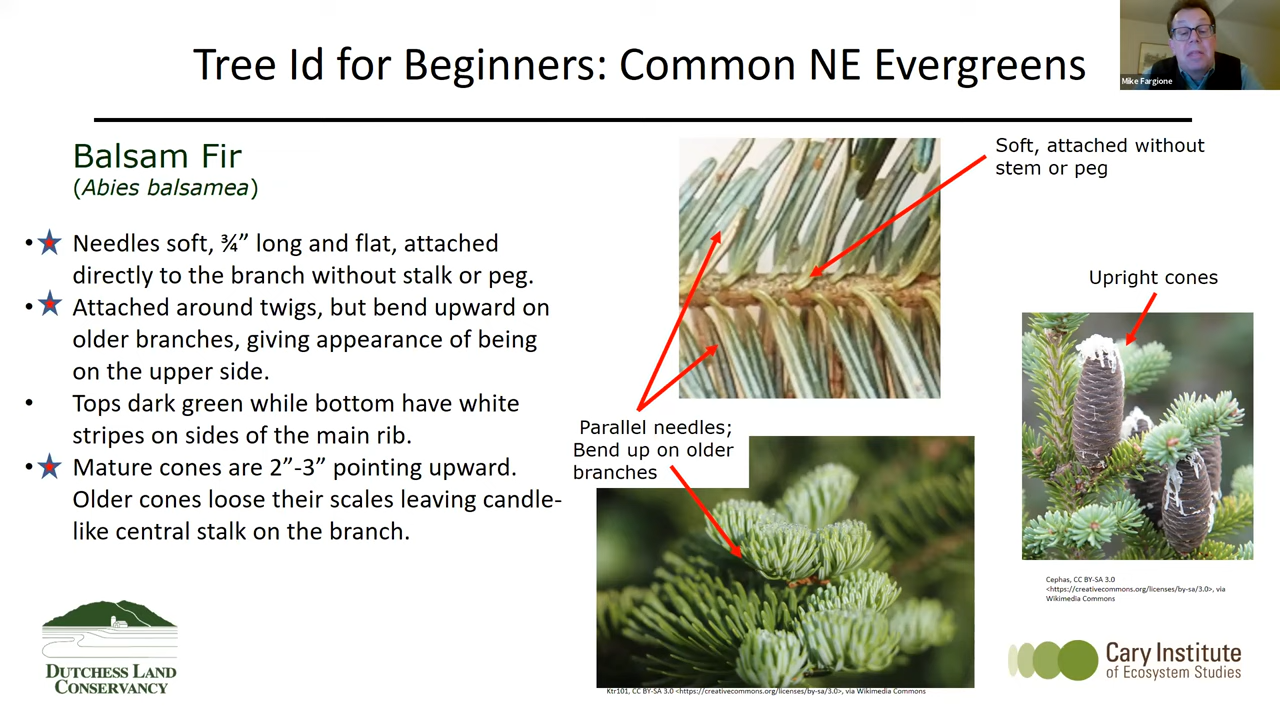 Tree Id for Beginners: Common NE Evergreens
Mike Fargione
Balsam Fir
(Abies balsamea)
• Needles soft, ¾” long and flat, attached
directly to the branch without stalk or peg.
• Attached around twigs, but bend upward on
older branches, giving appearance of being
on the upper side.
• Tops dark green while bottom have white
stripes on sides of the main rib.
• Mature cones are 2”-3” pointing upward.
Older cones loose their scales leaving candle-
like central stalk on the branch.
Soft, attached without
stem or peg
Parallel needles;
Bend up on older
branches
Upright cones
Cephas, CC BY-SA 3.0
<https://creativecommons.org/licenses/by-sa/3.0>, via
Wikimedia Commons
Ktr101, CC BY-SA 3.0 <https://creativecommons.org/licenses/by-sa/3.0>, via Wikimedia Commons
DUTCHESS LAND
CONSERVANCY
Cary Institute
of Ecosystem Studies